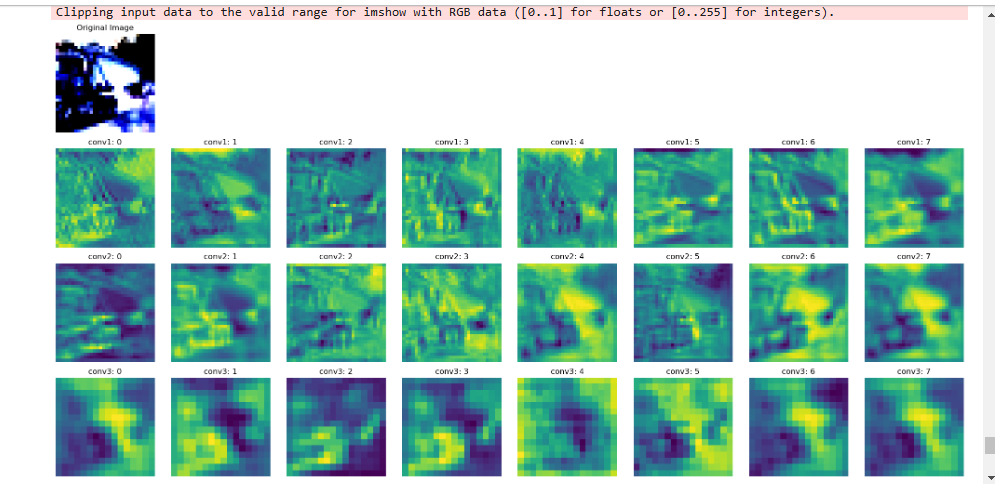 Clipping input data to the valid range for imshow with RGB data ([0..1] for floats or [0..255] for integers).
Original Image
conv1: 0 conv1: 1 conv1: 2 conv1: 3 conv1: 4 conv1: 5 conv1: 6 conv1: 7
conv2: 0 conv2: 1 conv2: 2 conv2: 3 conv2: 4 conv2: 5 conv2: 6 conv2: 7
conv3: 0 conv3: 1 conv3: 2 conv3: 3 conv3: 4 conv3: 5 conv3: 6 conv3: 7